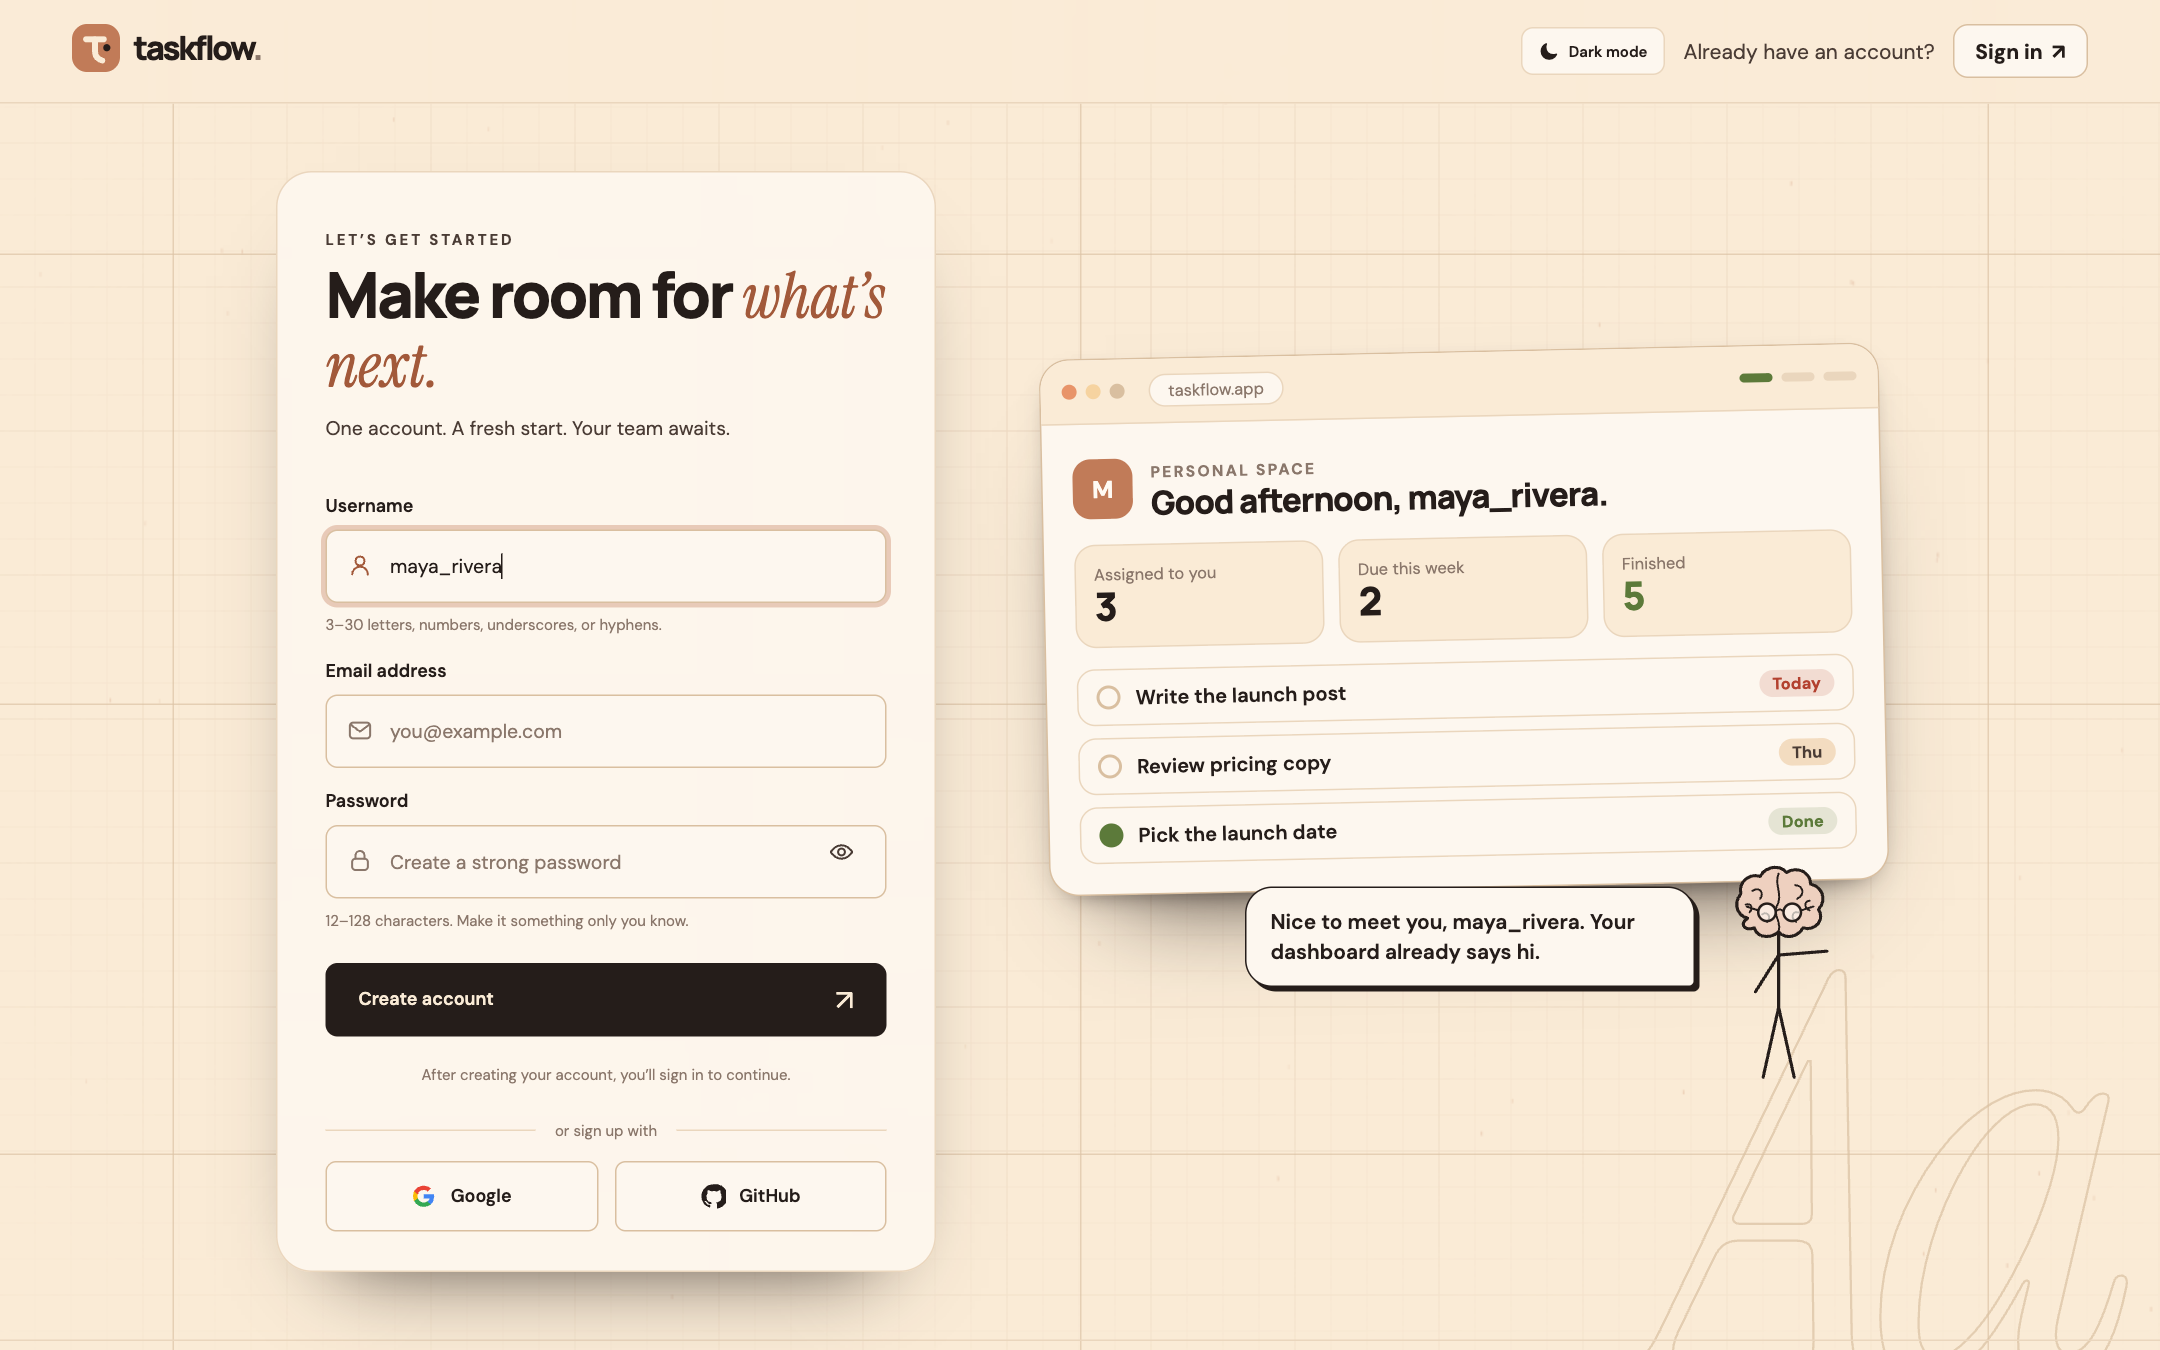 taskflow.
Dark mode
Already have an account?
Sign in
LET’S GET STARTED
Make room for what’s
next.
One account. A fresh start. Your team awaits.
Username
maya_rivera
3–30 letters, numbers, underscores, or hyphens.
Email address
you@example.com
Password
Create a strong password
12–128 characters. Make it something only you know.
Create account
After creating your account, you’ll sign in to continue.
or sign up with
Google
GitHub
taskflow.app
M
PERSONAL SPACE
Good afternoon, maya_rivera.
Assigned to you
3
Due this week
2
Finished
5
Write the launch post
Today
Review pricing copy
Thu
Pick the launch date
Done
Nice to meet you, maya_rivera. Your
dashboard already says hi.
Aa